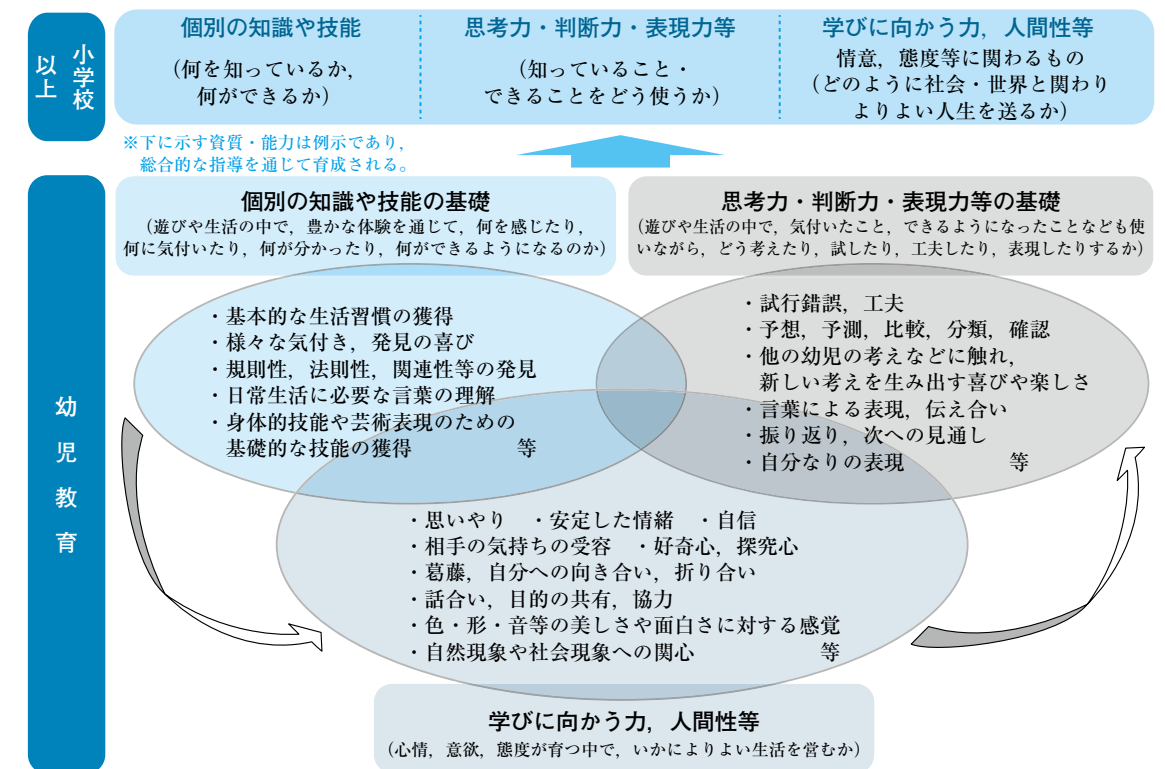 小学校
以上
個別の知識や技能
（何を知っているか，
何ができるか）
思考力・判断力・表現力等
（知っていること・
できることをどう使うか）
学びに向かう力，人間性等
情意，態度等に関わるもの
（どのように社会・世界と関わり
よりよい人生を送るか）
※下に示す資質・能力は例示であり，
総合的な指導を通じて育成される。
幼児教育
個別の知識や技能の基礎
（遊びや生活の中で，豊かな体験を通じて，何を感じたり，
何に気付いたり，何が分かったり，何ができるようになるのか）
思考力・判断力・表現力等の基礎
（遊びや生活の中で，気付いたこと，できるようになったことなども使
いながら，どう考えたり，試したり，工夫したり，表現したりするか）
・基本的な生活習慣の獲得
・様々な気付き，発見の喜び
・規則性，法則性，関連性等の発見
・日常生活に必要な言葉の理解
・身体的技能や芸術表現のための
基礎的な技能の獲得　等
・試行錯誤，工夫
・予想，予測，比較，分類，確認
・他の幼児の考えなどに触れ，
新しい考えを生み出す喜びや楽しさ
・言葉による表現，伝え合い
・振り返り，次への見通し
・自分なりの表現　等
・思いやり　・安定した情緒　・自信
・相手の気持ちの受容　・好奇心，探究心
・葛藤，自分への向き合い，折り合い
・話合い，目的の共有，協力
・色・形・音等の美しさや面白さに対する感覚
・自然現象や社会現象への関心　等
学びに向かう力，人間性等
（心情，意欲，態度が育つ中で，いかによりよい生活を営むか）